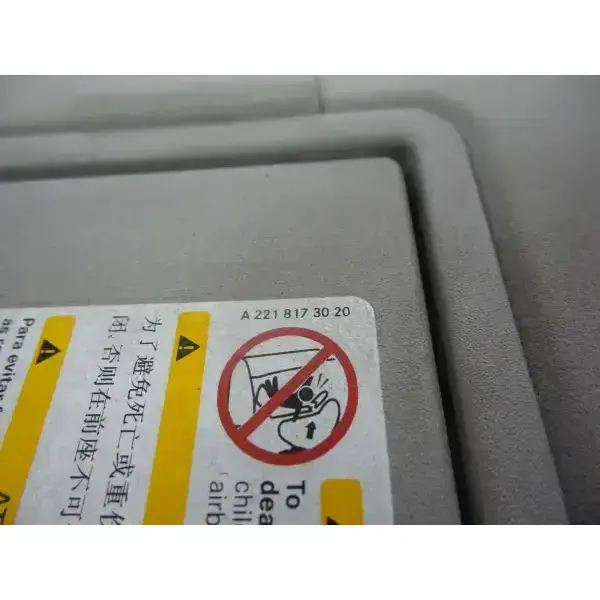 A 221 817 30 20
To
dea
chil
airb
为了避免死亡或重伤
闭,否则在前座不可
para evitar